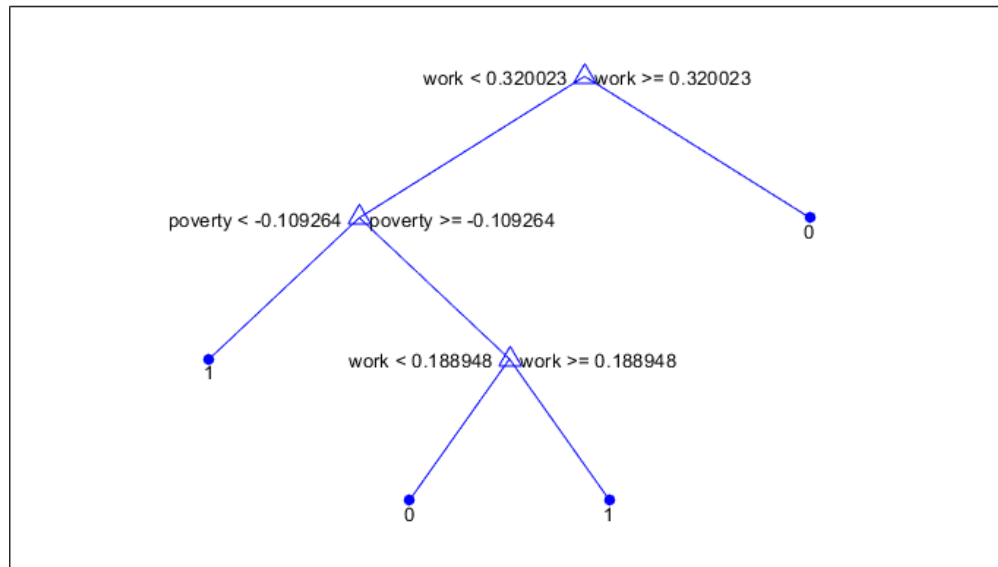 work < 0.320023 work >= 0.320023
poverty < -0.109264 poverty >= -0.109264
0
1
work < 0.188948 work >= 0.188948
0
1